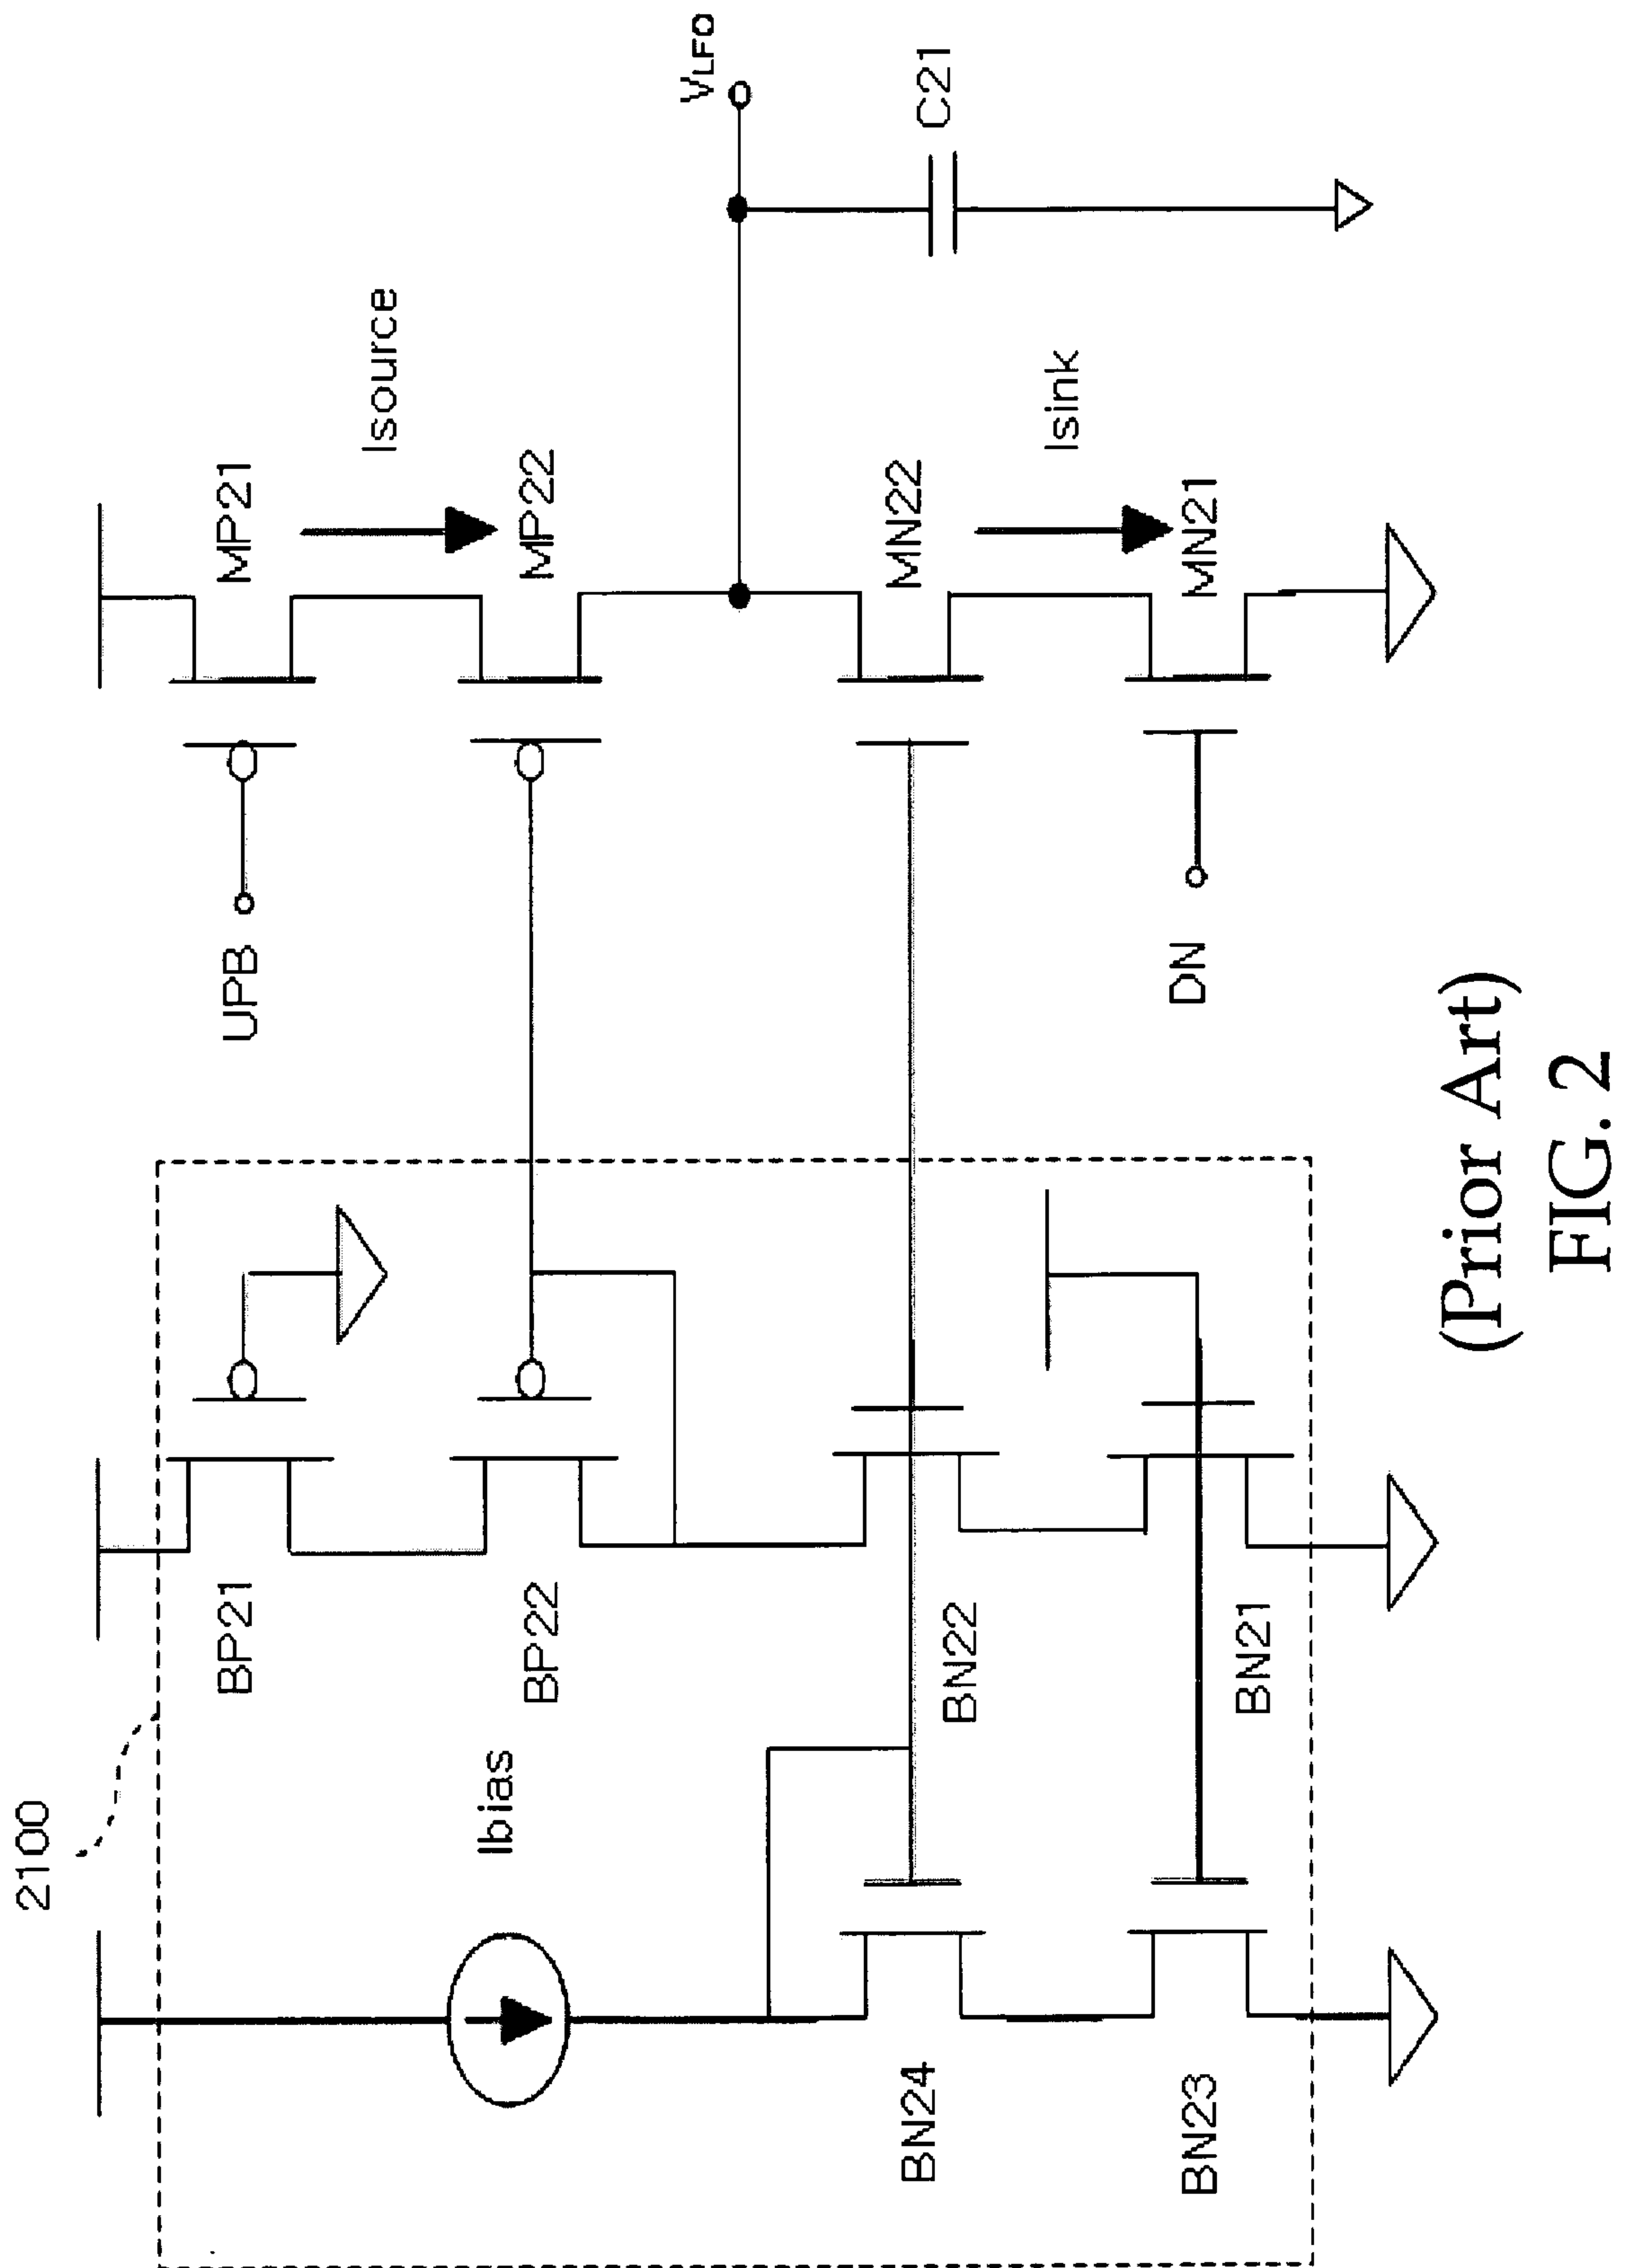 2100
Ibias
BN24
BN23
BP21
BP22
BN22
BN21
UPB
DN
MP21
Isource
MP22
MN22
Isink
MN21
VLFO
C21
(Prior Art)
FIG. 2